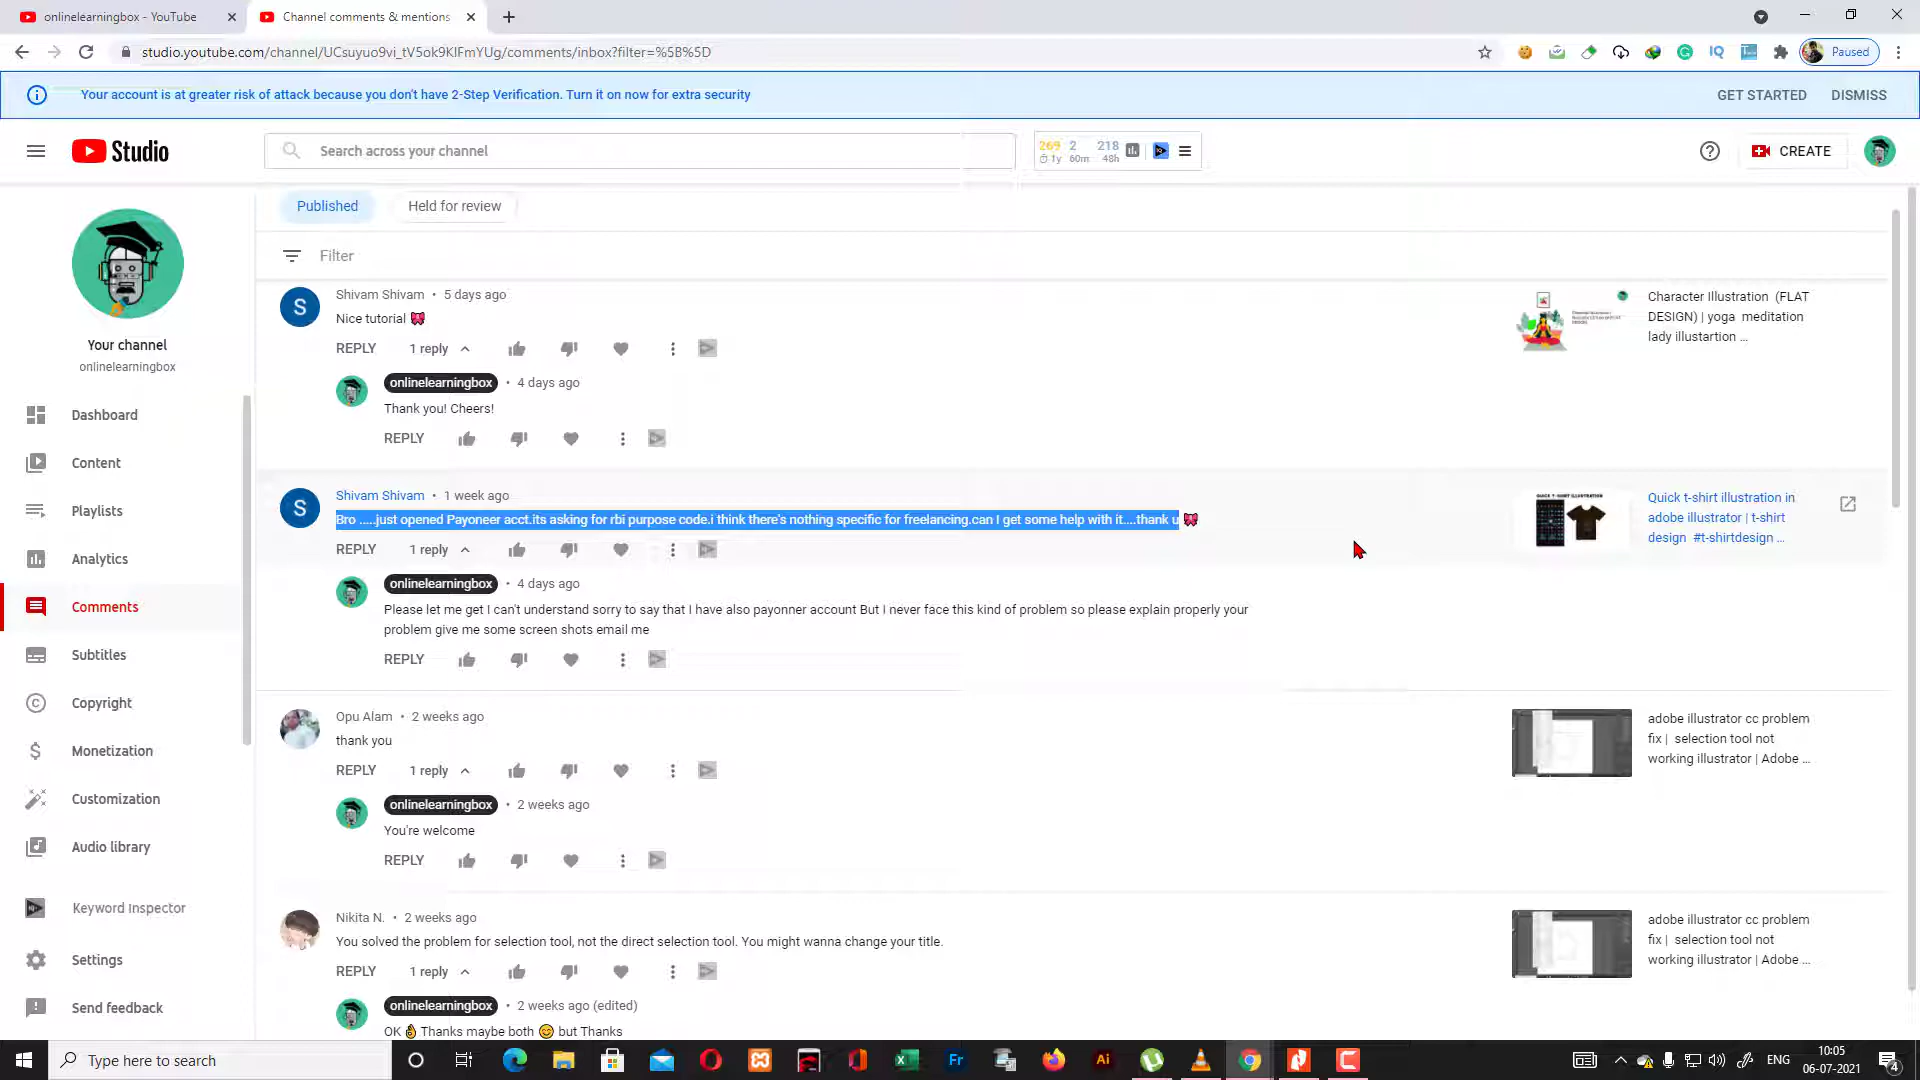 onlinelearningbox - YouTube
Channel comments & mentions
studio.youtube.com/channel/UCsuyuo9vi_tV5ok9KIFmYUg/comments/inbox?filter=%5B%5D
Paused
Your account is at greater risk of attack because you don't have 2-Step Verification. Turn it on now for extra security
GET STARTED
DISMISS
Studio
Search across your channel
269 2 218
1y 60m 48h
CREATE
Published
Held for review
Filter
Your channel
onlinelearningbox
Dashboard
Content
Playlists
Analytics
Comments
Subtitles
Copyright
Monetization
Customization
Audio library
Keyword Inspector
Settings
Send feedback
S
Shivam Shivam • 5 days ago
Nice tutorial 🎀
REPLY 1 reply
onlinelearningbox • 4 days ago
Thank you! Cheers!
REPLY
Character Illustration (FLAT
DESIGN) | yoga meditation
lady illustartion ...
S
Shivam Shivam • 1 week ago
Bro .....just opened Payoneer acct.its asking for rbi purpose code.i think there's nothing specific for freelancing.can I get some help with it....thank u 🎀
REPLY 1 reply
onlinelearningbox • 4 days ago
Please let me get I can't understand sorry to say that I have also payonner account But I never face this kind of problem so please explain properly your
problem give me some screen shots email me
REPLY
QUICK T-SHIRT ILLUSTRATION
Quick t-shirt illustration in
adobe illustrator | t-shirt
design #t-shirtdesign ...
Opu Alam • 2 weeks ago
thank you
REPLY 1 reply
onlinelearningbox • 2 weeks ago
You're welcome
REPLY
adobe illustrator cc problem
fix | selection tool not
working illustrator | Adobe ...
Nikita N. • 2 weeks ago
You solved the problem for selection tool, not the direct selection tool. You might wanna change your title.
REPLY 1 reply
onlinelearningbox • 2 weeks ago (edited)
OK 👌 Thanks maybe both 😊 but Thanks
adobe illustrator cc problem
fix | selection tool not
working illustrator | Adobe ...
Type here to search
Fr
Ai
ENG
10:05
06-07-2021
4